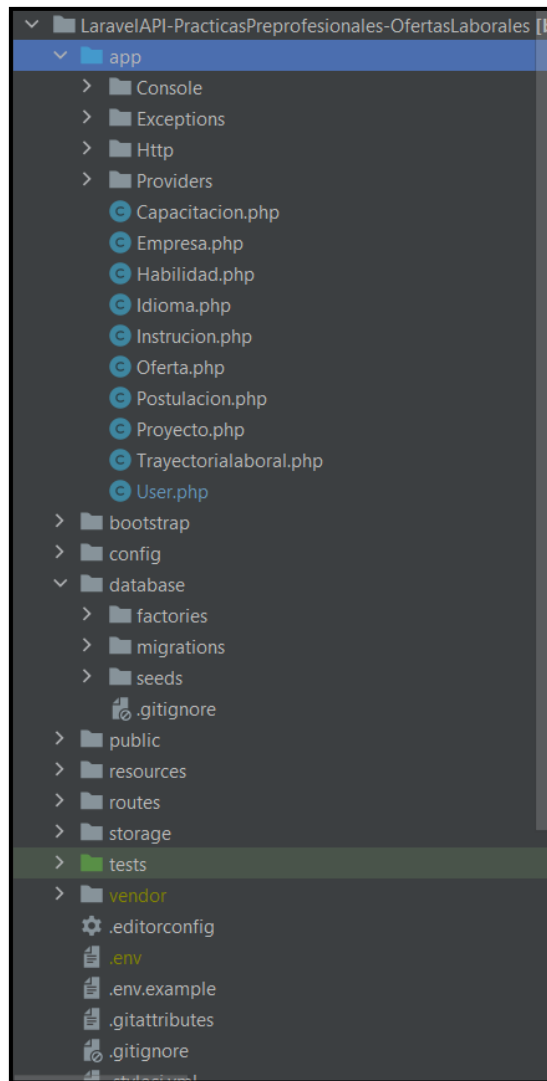 LaravelAPI-PracticasPreprofesionales-OfertasLaborales [b
app
Console
Exceptions
Http
Providers
Capacitacion.php
Empresa.php
Habilidad.php
Idioma.php
Instrucion.php
Oferta.php
Postulacion.php
Proyecto.php
Trayectorialaboral.php
User.php
bootstrap
config
database
factories
migrations
seeds
.gitignore
public
resources
routes
storage
tests
vendor
.editorconfig
.env
.env.example
.gitattributes
.gitignore
.styleci.yml